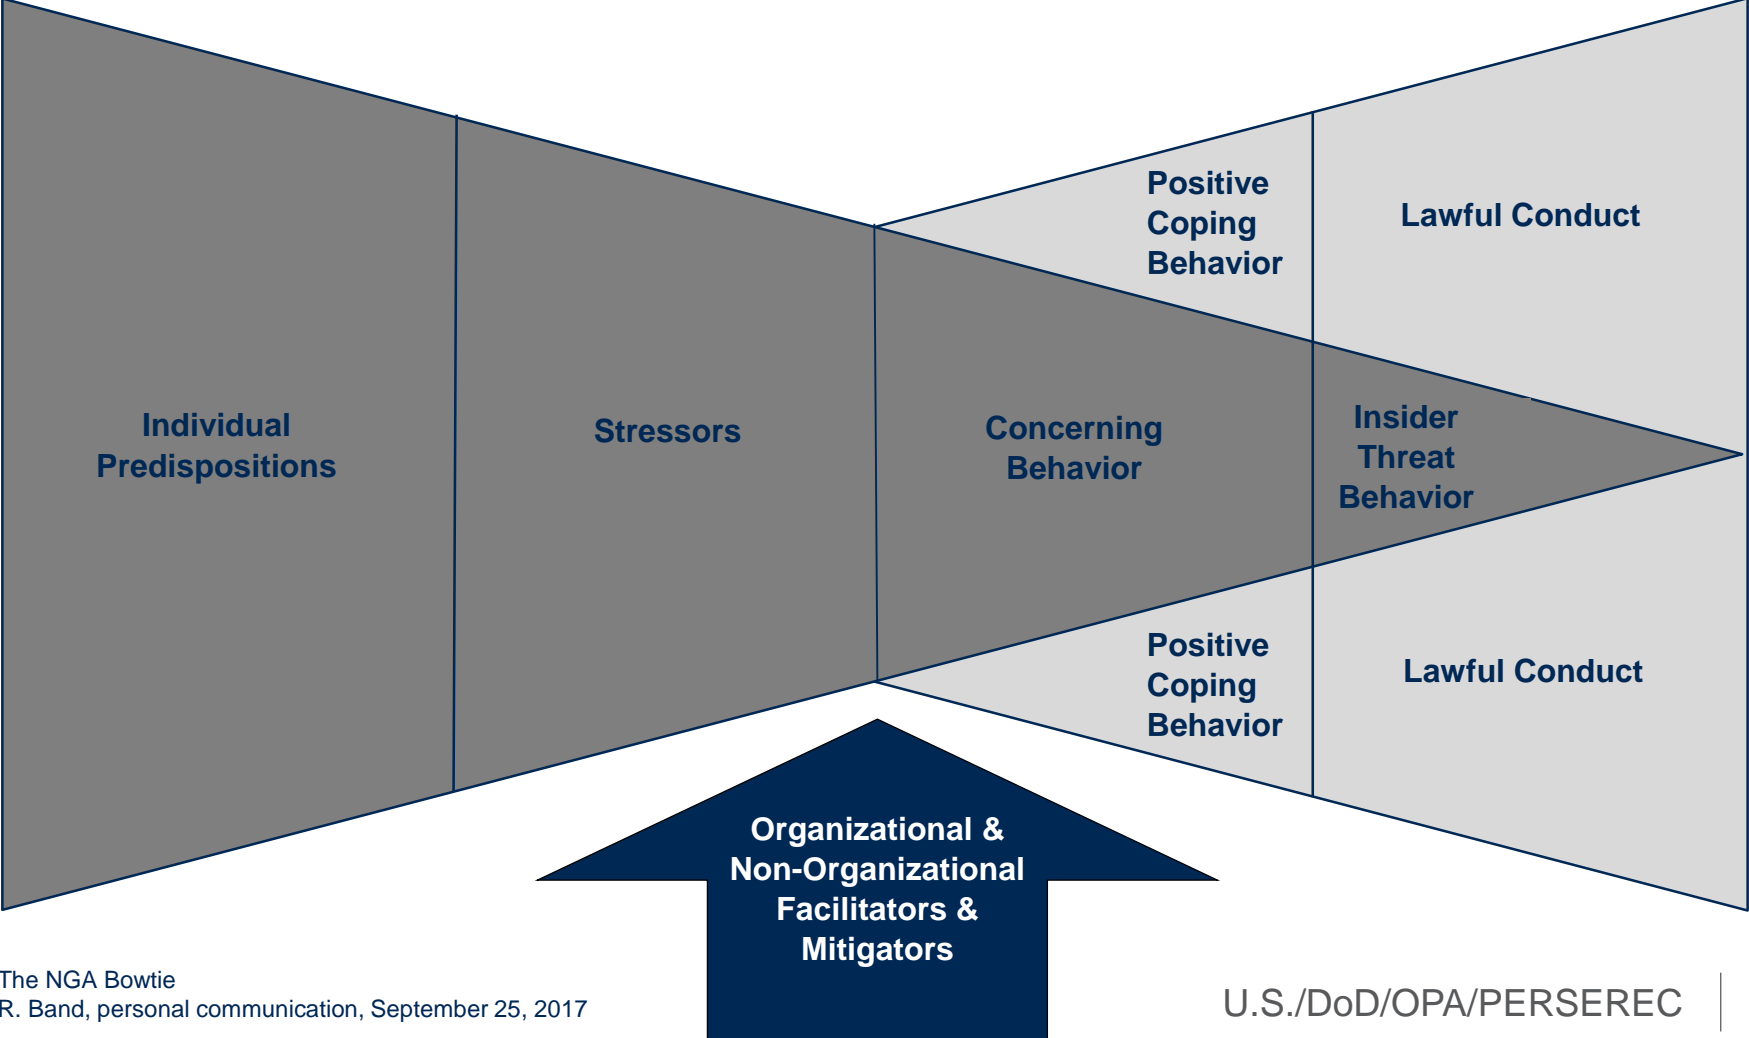 Individual
Predispositions
Stressors
Concerning
Behavior
Positive
Coping
Behavior
Lawful Conduct
Insider
Threat
Behavior
Positive
Coping
Behavior
Lawful Conduct
Organizational &
Non-Organizational
Facilitators &
Mitigators
The NGA Bowtie
R. Band, personal communication, September 25, 2017
U.S./DoD/OPA/PERSEREC